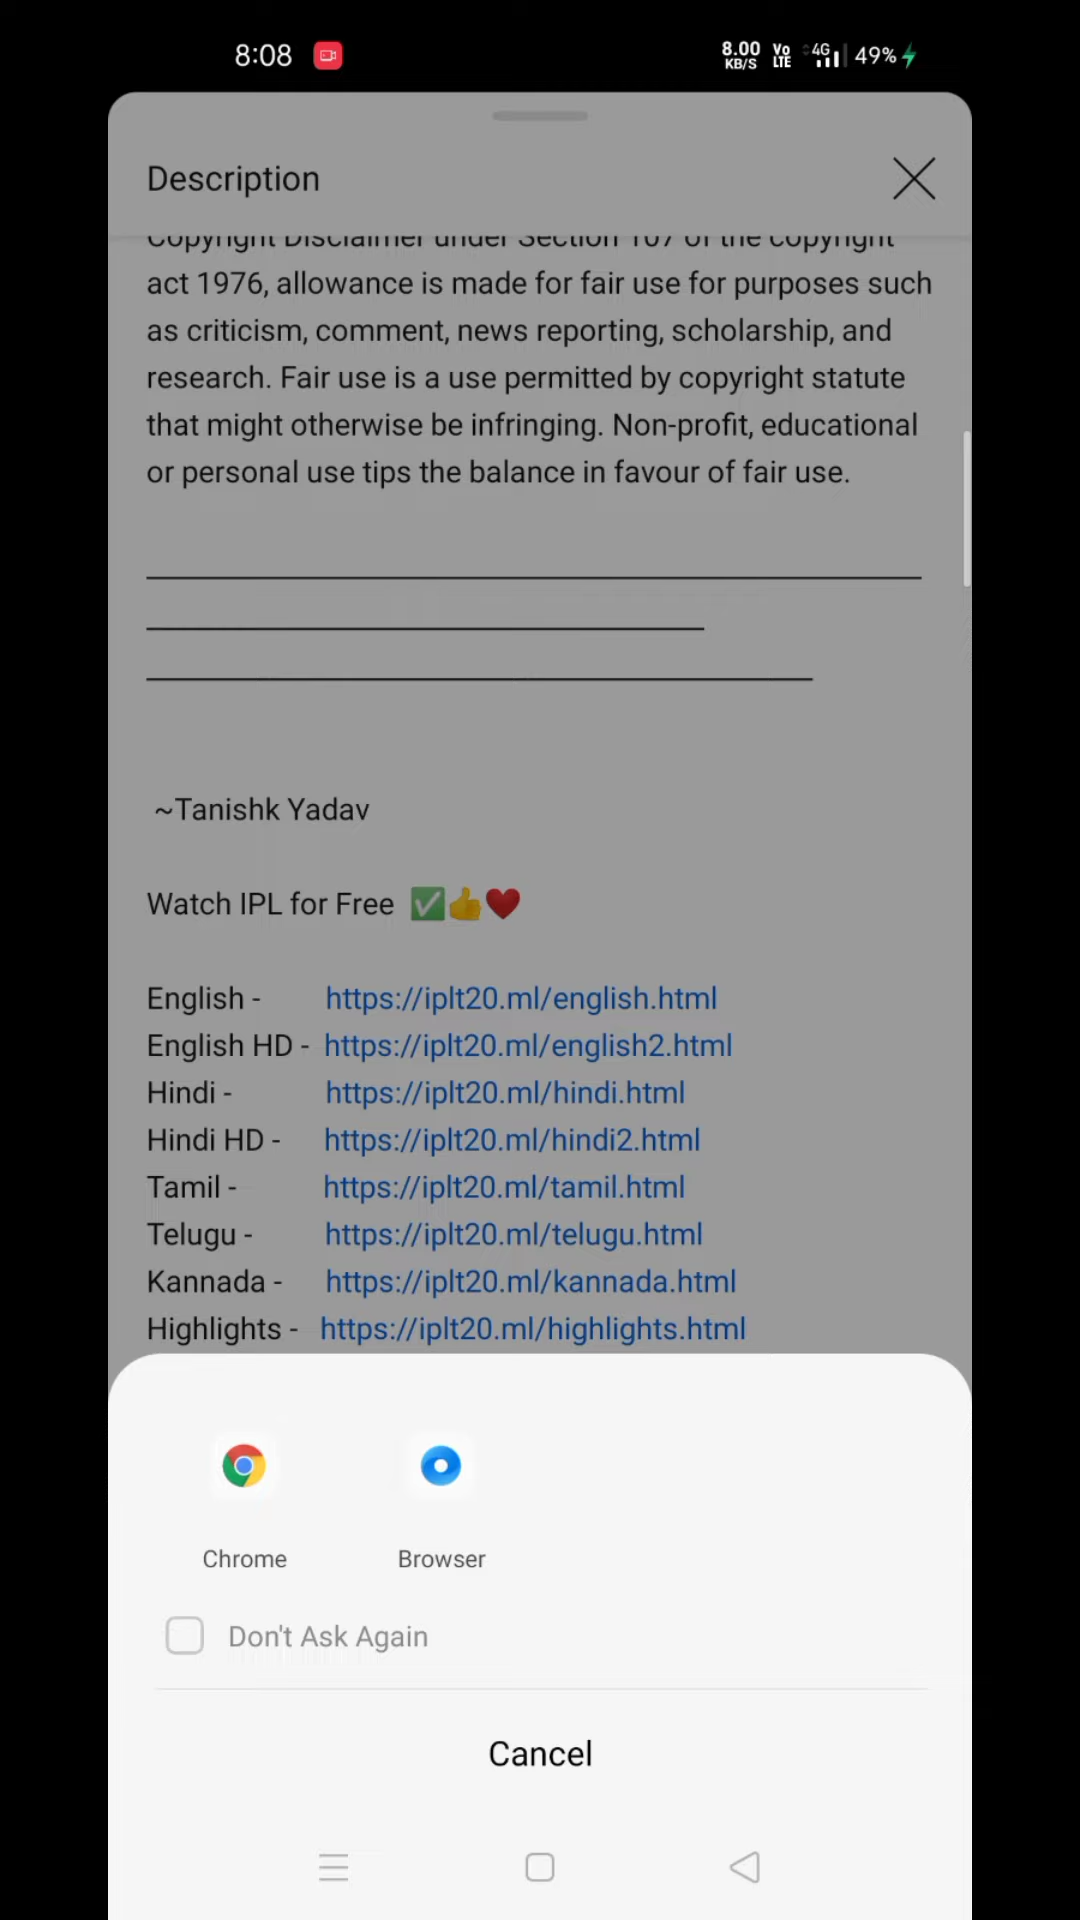 8:08 8.00 KB/S Vo LTE 4G 49%
Description
Copyright Disclaimer under Section 107 of the copyright
act 1976, allowance is made for fair use for purposes such
as criticism, comment, news reporting, scholarship, and
research. Fair use is a use permitted by copyright statute
that might otherwise be infringing. Non-profit, educational
or personal use tips the balance in favour of fair use.
~Tanishk Yadav
Watch IPL for Free ✅👍❤️
English - https://iplt20.ml/english.html
English HD - https://iplt20.ml/english2.html
Hindi - https://iplt20.ml/hindi.html
Hindi HD - https://iplt20.ml/hindi2.html
Tamil - https://iplt20.ml/tamil.html
Telugu - https://iplt20.ml/telugu.html
Kannada - https://iplt20.ml/kannada.html
Highlights - https://iplt20.ml/highlights.html
Chrome Browser
Don't Ask Again
Cancel